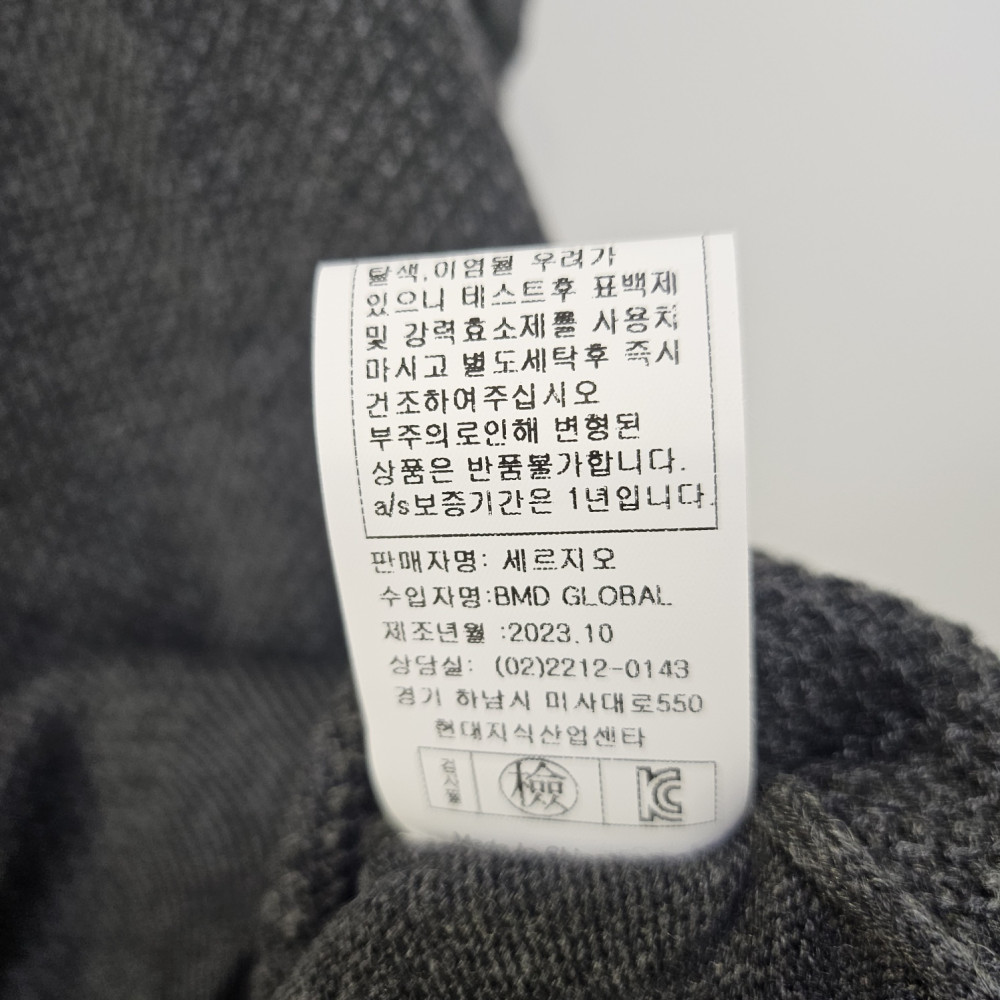 탈색,이염될 우려가
있으니 테스트후 표백제
및 강력효소제를 사용치
마시고 별도세탁후 즉시
건조하여주십시오
부주의로인해 변형된
상품은 반품불가합니다.
a/s보증기간은 1년입니다.
판매자명: 세르지오
수입자명:BMD GLOBAL
제조년월 :2023.10
상담실: (02)2212-0143
경기 하남시 미사대로550
현대지식산업센타
검사필 檢 KC